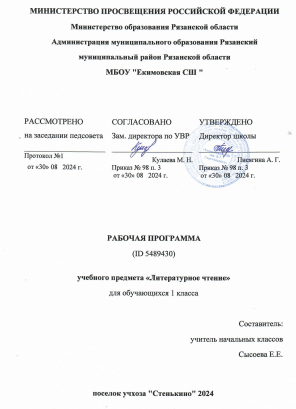 МИНИСТЕРСТВО ПРОСВЕЩЕНИЯ РОССИЙСКОЙ ФЕДЕРАЦИИ
Министерство образования Рязанской области
Администрация муниципального образования Рязанский
муниципальный район Рязанской области
МБОУ "Екимовская СШ "
РАССМОТРЕНО СОГЛАСОВАНО УТВЕРЖДЕНО
на заседании педсовета Зам. директора по УВР Директор школы
Кулаева М. Н. А. Г.
Протокол №1 Приказ № 98 п. 3 Приказ № 98 п. 3
от «30» 08 2024 г. от «30» 08 2024 г. от «30» 08 2024 г.
РАБОЧАЯ ПРОГРАММА
(ID 5489430)
учебного предмета «Литературное чтение»
для обучающихся 1 класса
Составитель:
учитель начальных классов
Сысоева Е.Е.
поселок учхоза "Стенькино" 2024